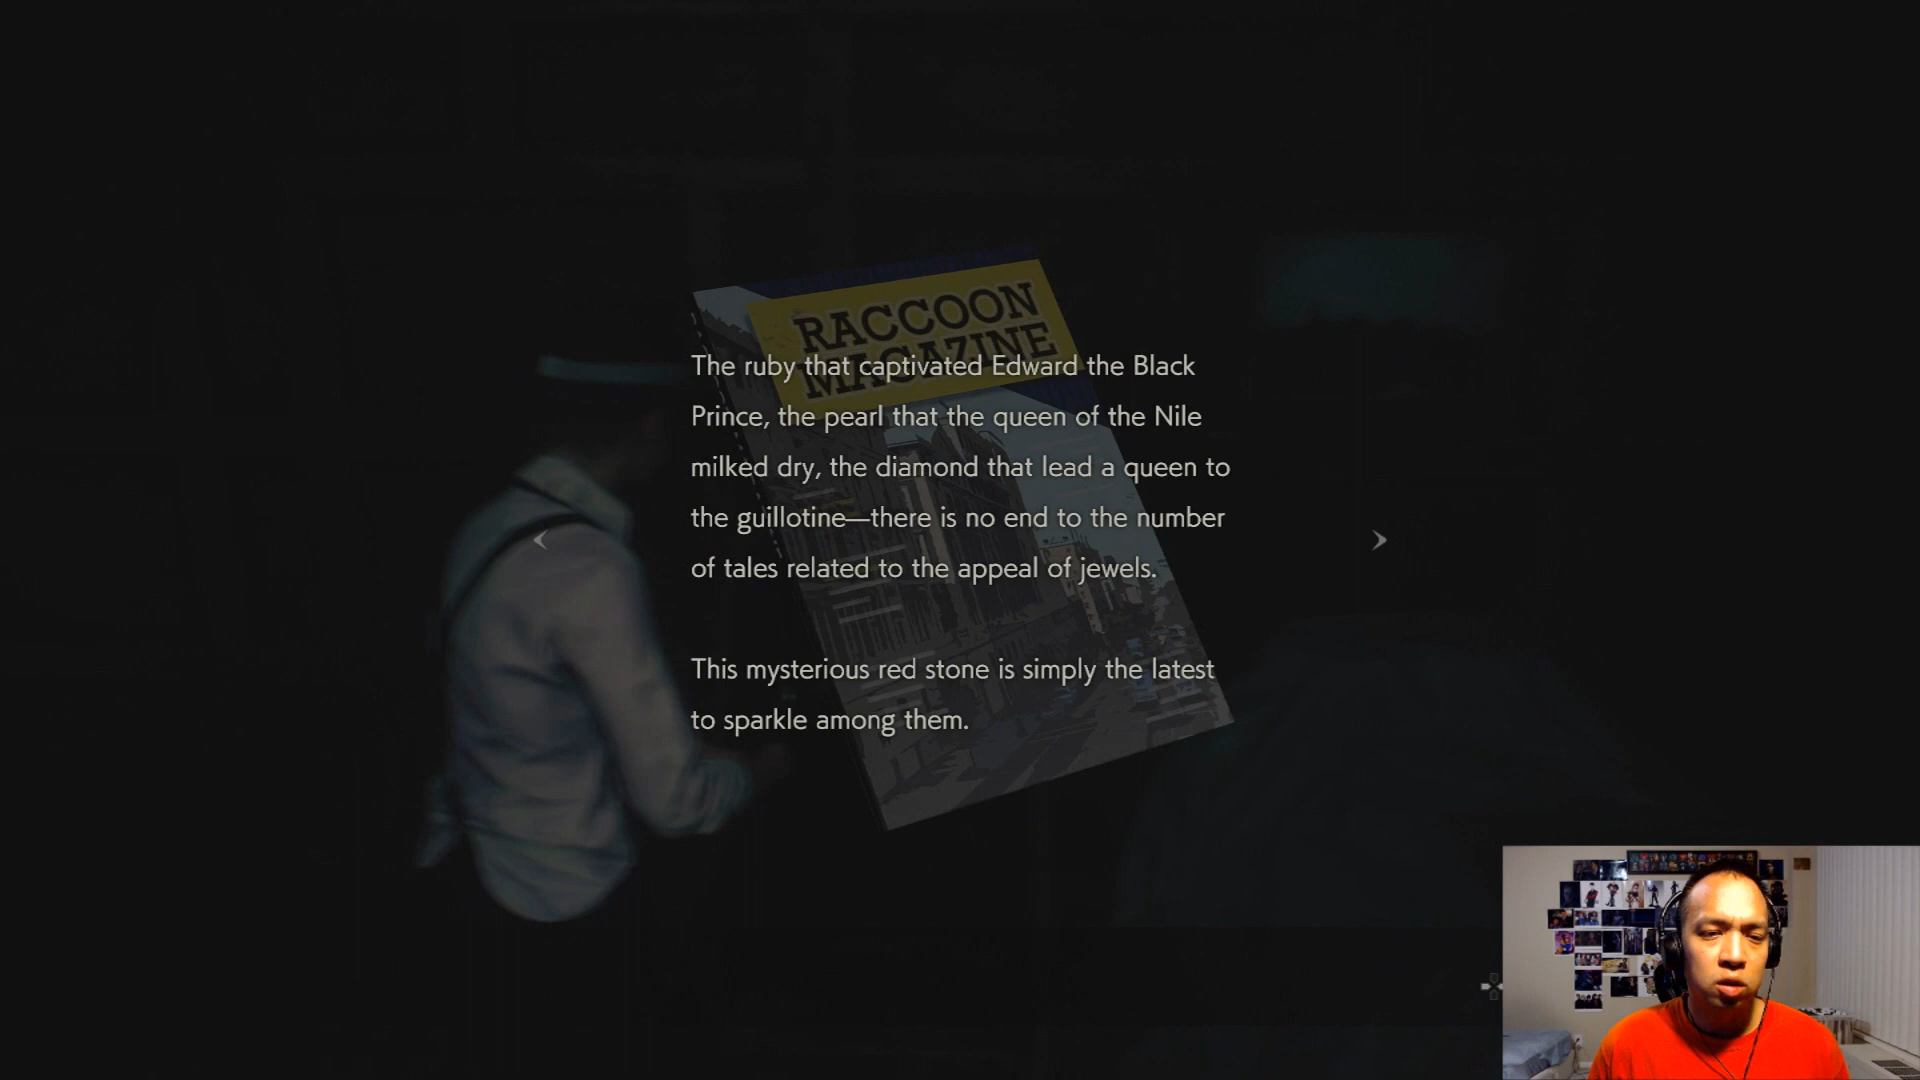 RACCOON
MAGAZINE
The ruby that captivated Edward the Black
Prince, the pearl that the queen of the Nile
milked dry, the diamond that lead a queen to
the guillotine—there is no end to the number
of tales related to the appeal of jewels.
This mysterious red stone is simply the latest
to sparkle among them.